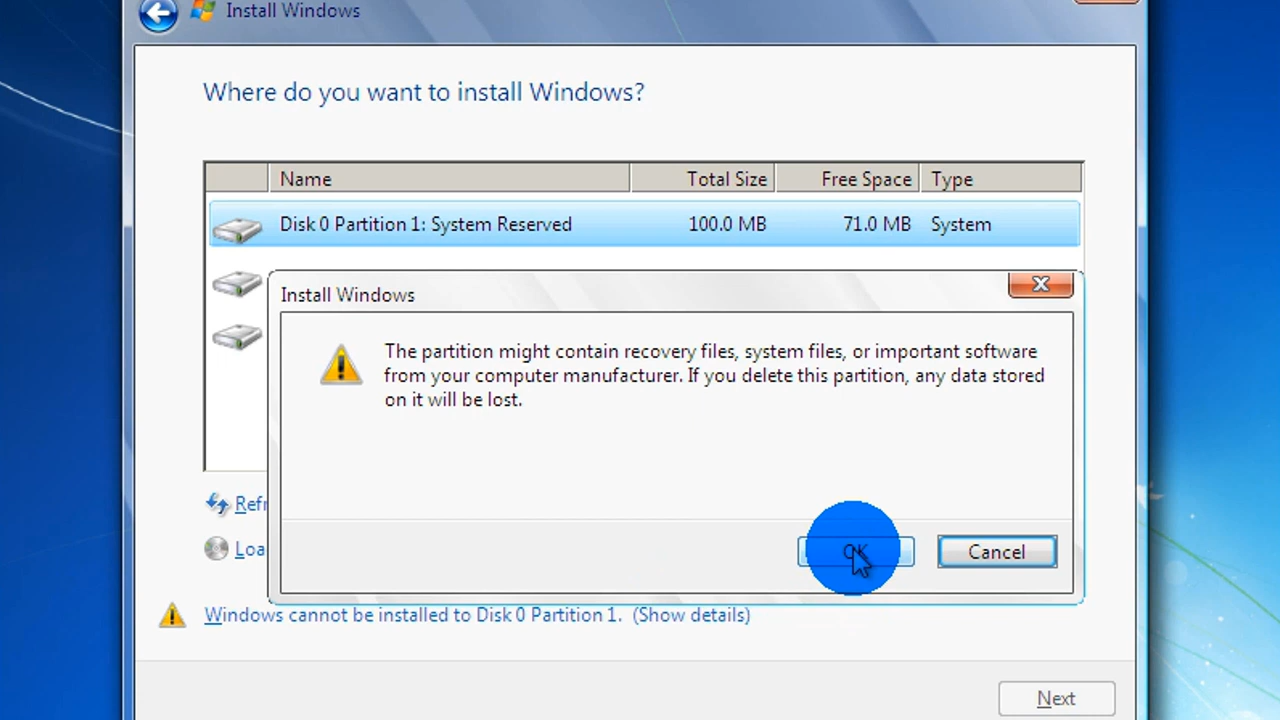 Install Windows
Where do you want to install Windows?
Name Total Size Free Space Type
Disk 0 Partition 1: System Reserved 100.0 MB 71.0 MB System
Install Windows
X
The partition might contain recovery files, system files, or important software
from your computer manufacturer. If you delete this partition, any data stored
on it will be lost.
Refr
OK Cancel
Loa
Windows cannot be installed to Disk 0 Partition 1. (Show details)
Next